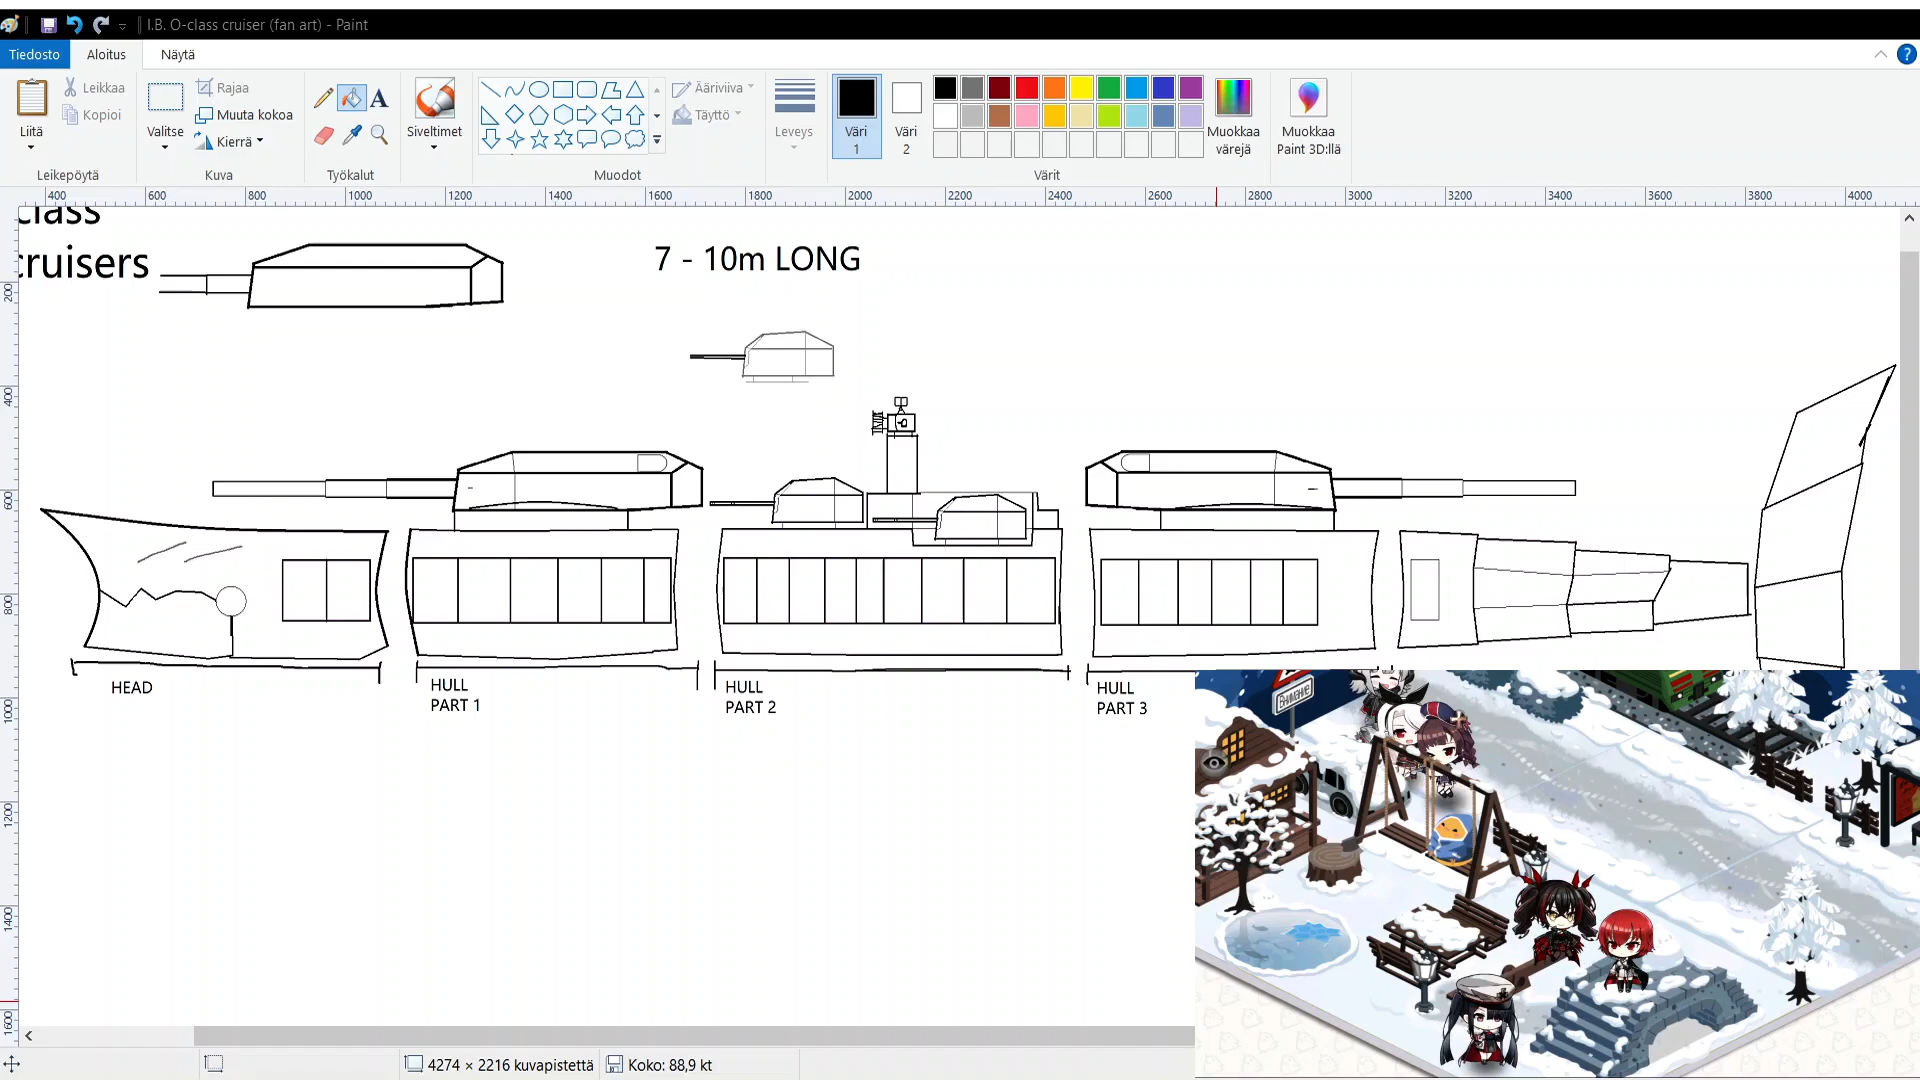 I.B. O-class cruiser (fan art) - Paint
Tiedosto
Aloitus
Näytä
Liitä
Leikkaa
Kopioi
Leikepöytä
Valitse
Rajaa
Muuta kokoa
Kierrä
Kuva
A
Työkalut
Siveltimet
Ääriviiva
Täyttö
Muodot
Leveys
Väri
1
Väri
2
Muokkaa
värejä
Muokkaa
Paint 3D:llä
Värit
?
400 600 800 1000 1200 1400 1600 1800 2000 2200 2400 2600 2800 3000 3200 3400 3600 3800 4000
200
400
600
800
1000
1200
1400
1600
class
cruisers
7 - 10m LONG
HEAD
HULL
PART 1
HULL
PART 2
HULL
PART 3
4274 × 2216 kuvapistettä
Koko: 88,9 kt